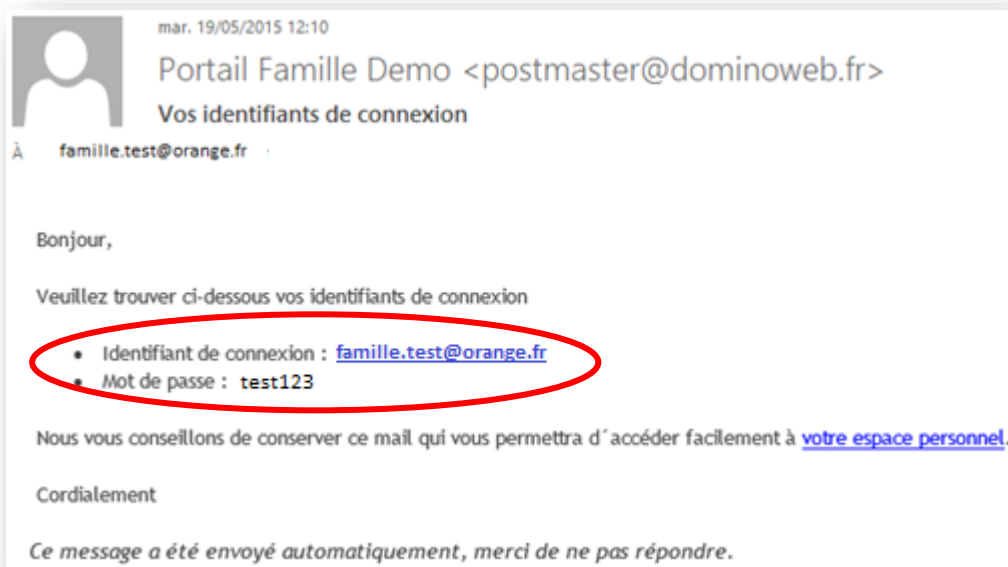 mar. 19/05/2015 12:10
Portail Famille Demo <postmaster@dominoweb.fr>
Vos identifiants de connexion
À famille.test@orange.fr
Bonjour,
Veuillez trouver ci-dessous vos identifiants de connexion
• Identifiant de connexion : famille.test@orange.fr
• Mot de passe : test123
Nous vous conseillons de conserver ce mail qui vous permettra d´accéder facilement à votre espace personnel.
Cordialement
Ce message a été envoyé automatiquement, merci de ne pas répondre.